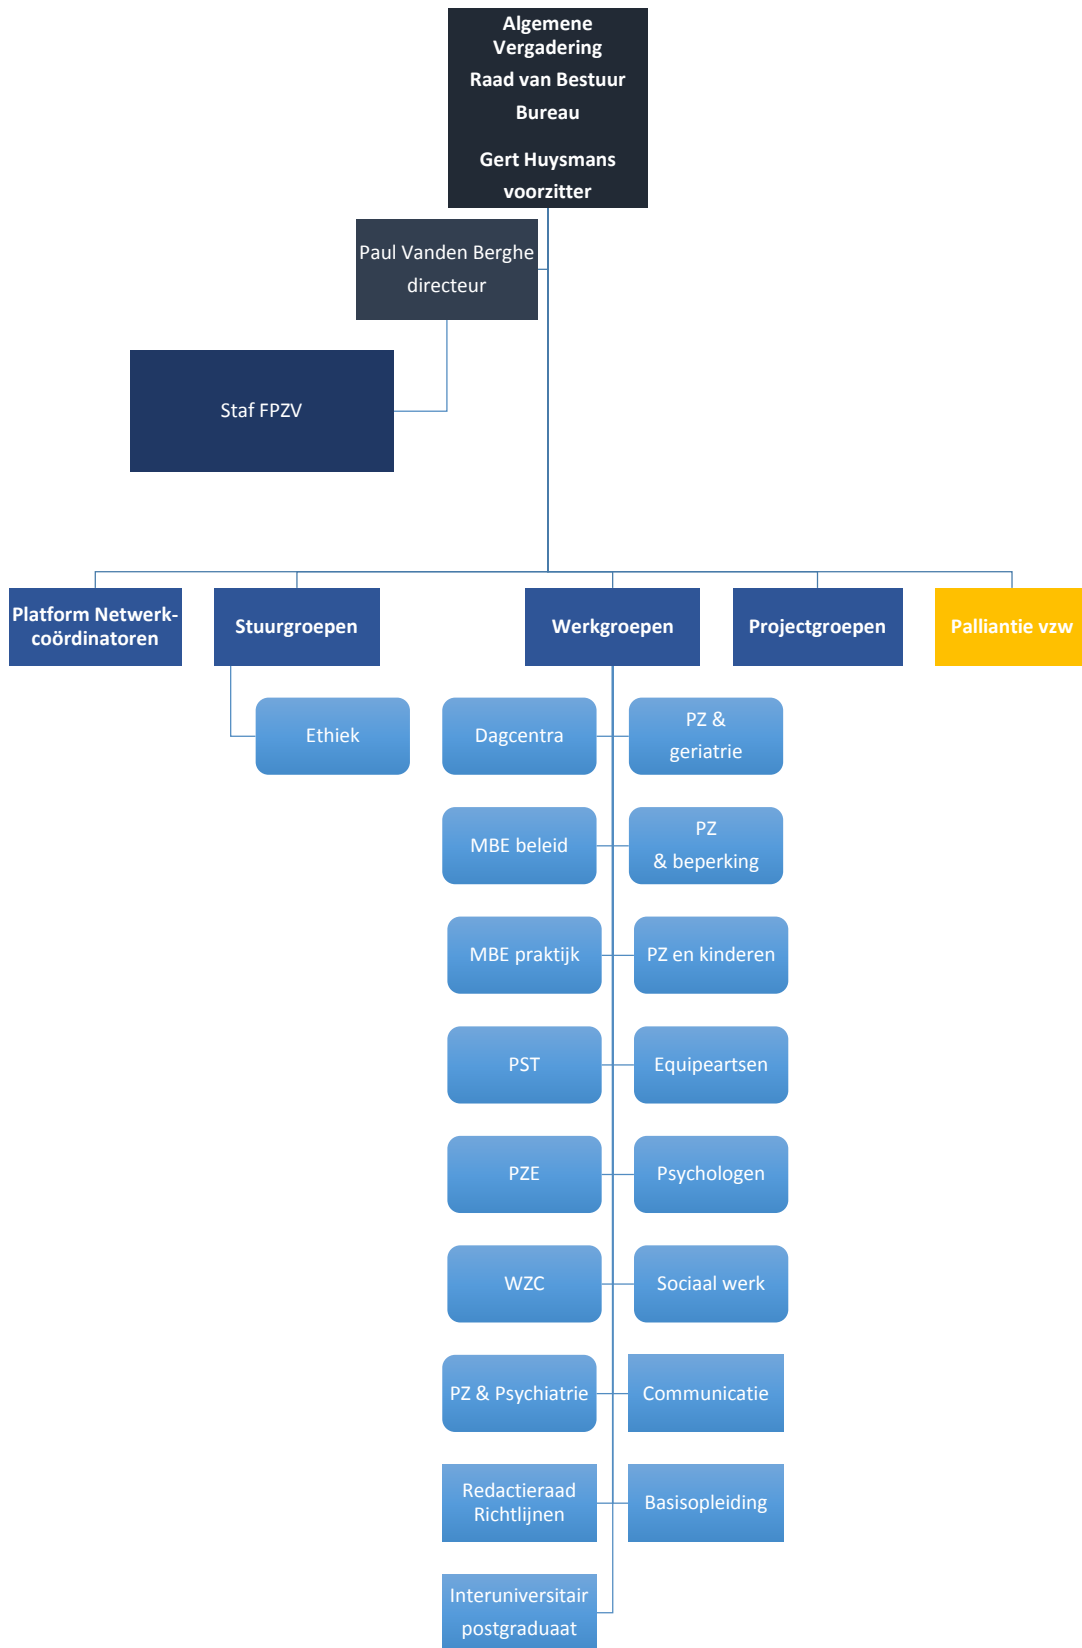 Algemene
Vergadering
Raad van Bestuur
Bureau
Gert Huysmans
voorzitter
Paul Vanden Berghe
directeur
Staf FPZV
Platform Netwerk-
coördinatoren
Stuurgroepen
Werkgroepen
Projectgroepen
Palliantie vzw
Ethiek
Dagcentra
PZ &
geriatrie
MBE beleid
PZ
& beperking
MBE praktijk
PZ en kinderen
PST
Equipeartsen
PZE
Psychologen
WZC
Sociaal werk
PZ & Psychiatrie
Communicatie
Redactieraad
Richtlijnen
Basisopleiding
Interuniversitair
postgraduaat